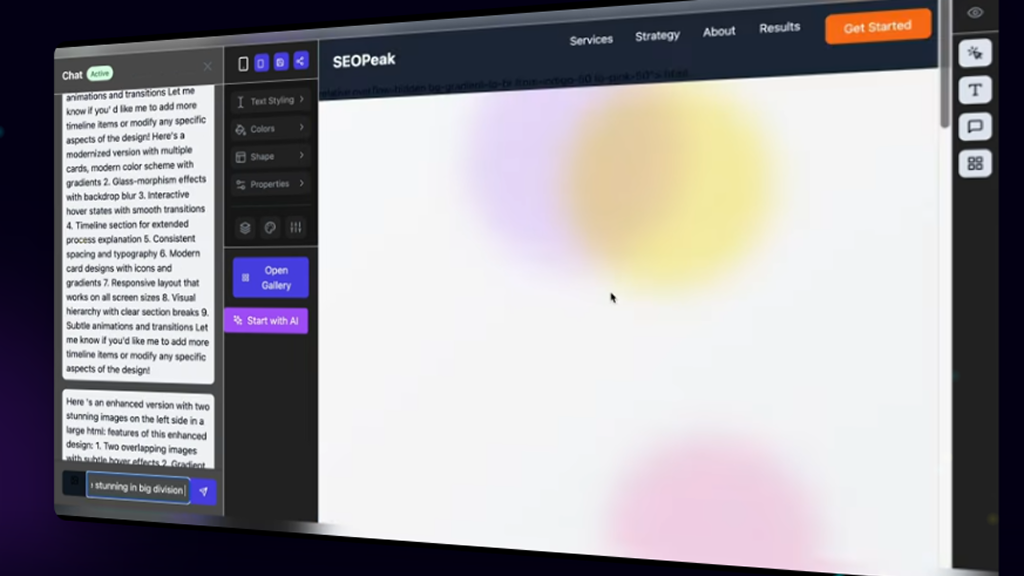 Chat Active
animations and transitions Let me
know if you' d like me to add more
timeline items or modify any specific
aspects of the design! Here's a
modernized version with multiple
cards, modern color scheme with
gradients 2. Glass-morphism effects
with backdrop blur 3. Interactive
hover states with smooth transitions
4. Timeline section for extended
process explanation 5. Consistent
spacing and typography 6. Modern
card designs with icons and
gradients 7. Responsive layout that
works on all screen sizes 8. Visual
hierarchy with clear section breaks 9.
Subtle animations and transitions Let
me know if you'd like me to add more
timeline items or modify any specific
aspects of the design!
Here 's an enhanced version with two
stunning images on the left side in a
large html: features of this enhanced
design: 1. Two overlapping images
with subtle hover effects 2. Gradient
stunning in big division
Text Styling
Colors
Shape
Properties
Open
Gallery
Start with AI
SEOPeak
Services Strategy About Results Get Started
T